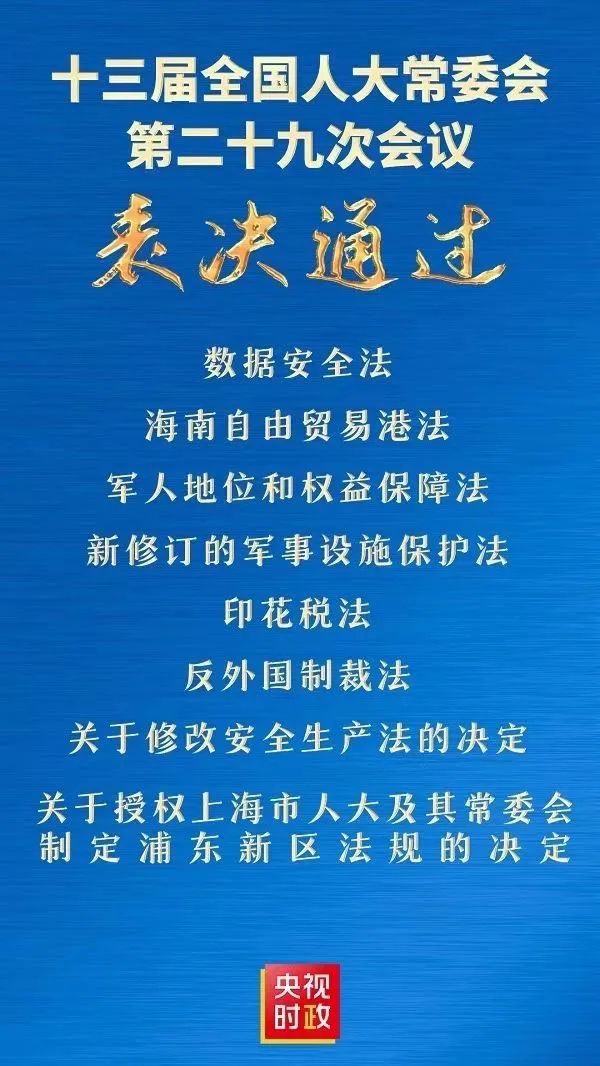 十三届全国人大常委会
第二十九次会议
表决通过
数据安全法
海南自由贸易港法
军人地位和权益保障法
新修订的军事设施保护法
印花税法
反外国制裁法
关于修改安全生产法的决定
关于授权上海市人大及其常委会
制定浦东新区法规的决定
央视
时政